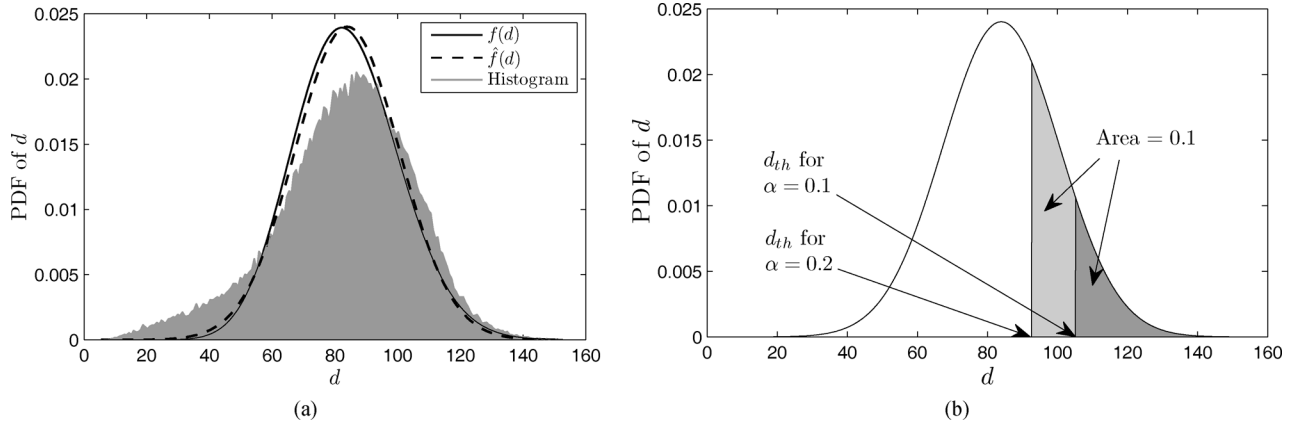 0.025
0.02
0.015
0.01
0.005
0
PDF of d
0 20 40 60 80 100 120 140 160
d
f(d)
f̂(d)
Histogram
(a)
0.025
0.02
0.015
0.01
0.005
0
PDF of d
0 20 40 60 80 100 120 140 160
d
d_th for
α = 0.1
d_th for
α = 0.2
Area = 0.1
(b)